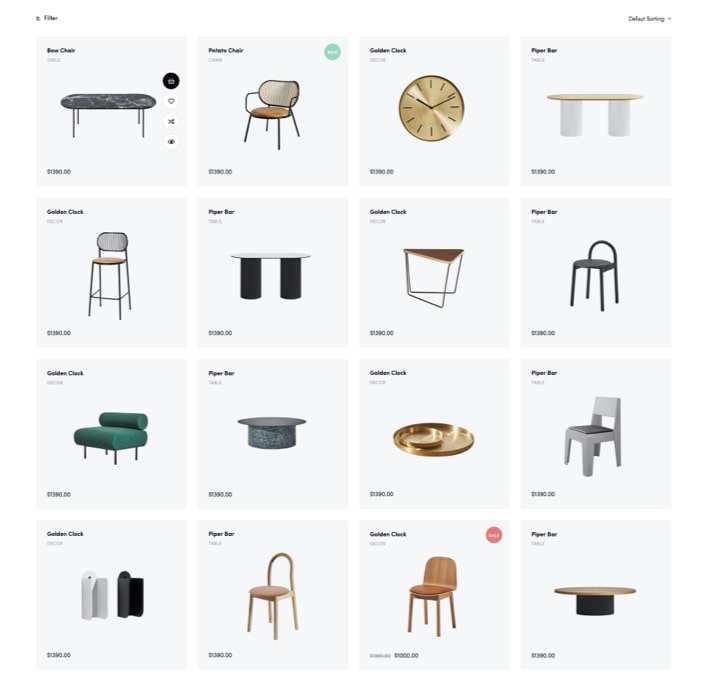 Filter
Defaut Sorting
Bow Chair
TABLE
$1390.00
Potato Chair
CHAIR
NEW
$1390.00
Golden Clock
DECOR
$1390.00
Piper Bar
TABLE
$1390.00
Golden Clock
DECOR
$1390.00
Piper Bar
TABLE
$1390.00
Golden Clock
DECOR
$1390.00
Piper Bar
TABLE
$1390.00
Golden Clock
DECOR
$1390.00
Piper Bar
TABLE
$1390.00
Golden Clock
DECOR
$1390.00
Piper Bar
TABLE
$1390.00
Golden Clock
DECOR
$1390.00
Piper Bar
TABLE
$1390.00
Golden Clock
DECOR
SALE
$1390.00 $1000.00
Piper Bar
TABLE
$1390.00